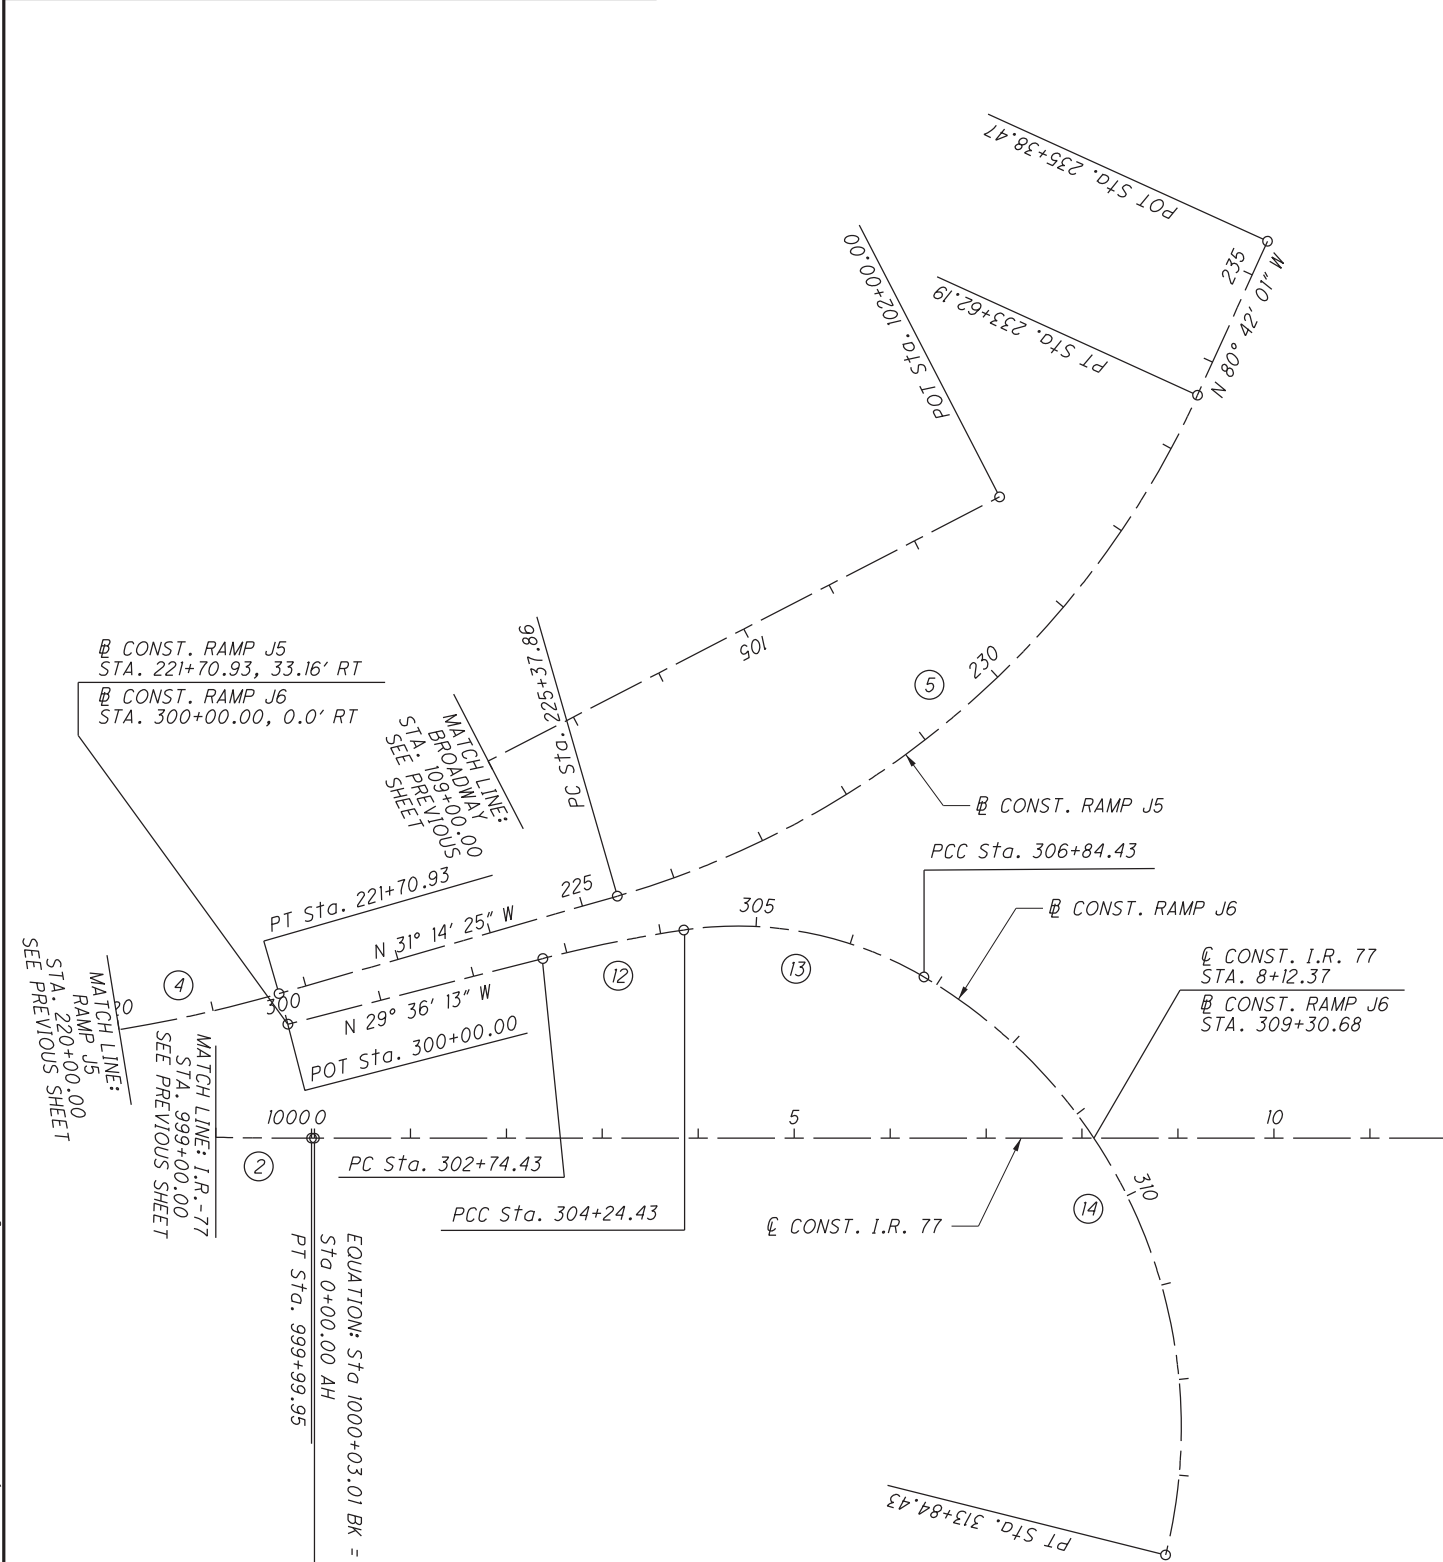 POT Sta. 235+38.47
235
N 80° 42' 01" W
PT Sta. 233+62.19
POT Sta. 102+00.00
105
230
5
℄ CONST. RAMP J5
STA. 221+70.93, 33.16' RT
℄ CONST. RAMP J6
STA. 300+00.00, 0.0' RT
MATCH LINE:
BROADWAY
STA. 109+00.00
SEE PREVIOUS
SHEET
PC Sta. 225+37.86
℄ CONST. RAMP J5
PCC Sta. 306+84.43
PT Sta. 221+70.93
225
N 31° 14' 25" W
305
℄ CONST. RAMP J6
℄ CONST. I.R. 77
STA. 8+12.37
℄ CONST. RAMP J6
STA. 309+30.68
4
12
13
300
N 29° 36' 13" W
POT Sta. 300+00.00
20
MATCH LINE:
RAMP J5
STA. 220+00.00
SEE PREVIOUS SHEET
MATCH LINE: I.R.-77
STA. 999+00.00
SEE PREVIOUS SHEET
1000
0
5
10
2
PC Sta. 302+74.43
PCC Sta. 304+24.43
℄ CONST. I.R. 77
310
14
EQUATION: Sta 1000+03.01 BK =
Sta 0+00.00 AH
PT Sta. 999+99.95
PT Sta. 313+84.43